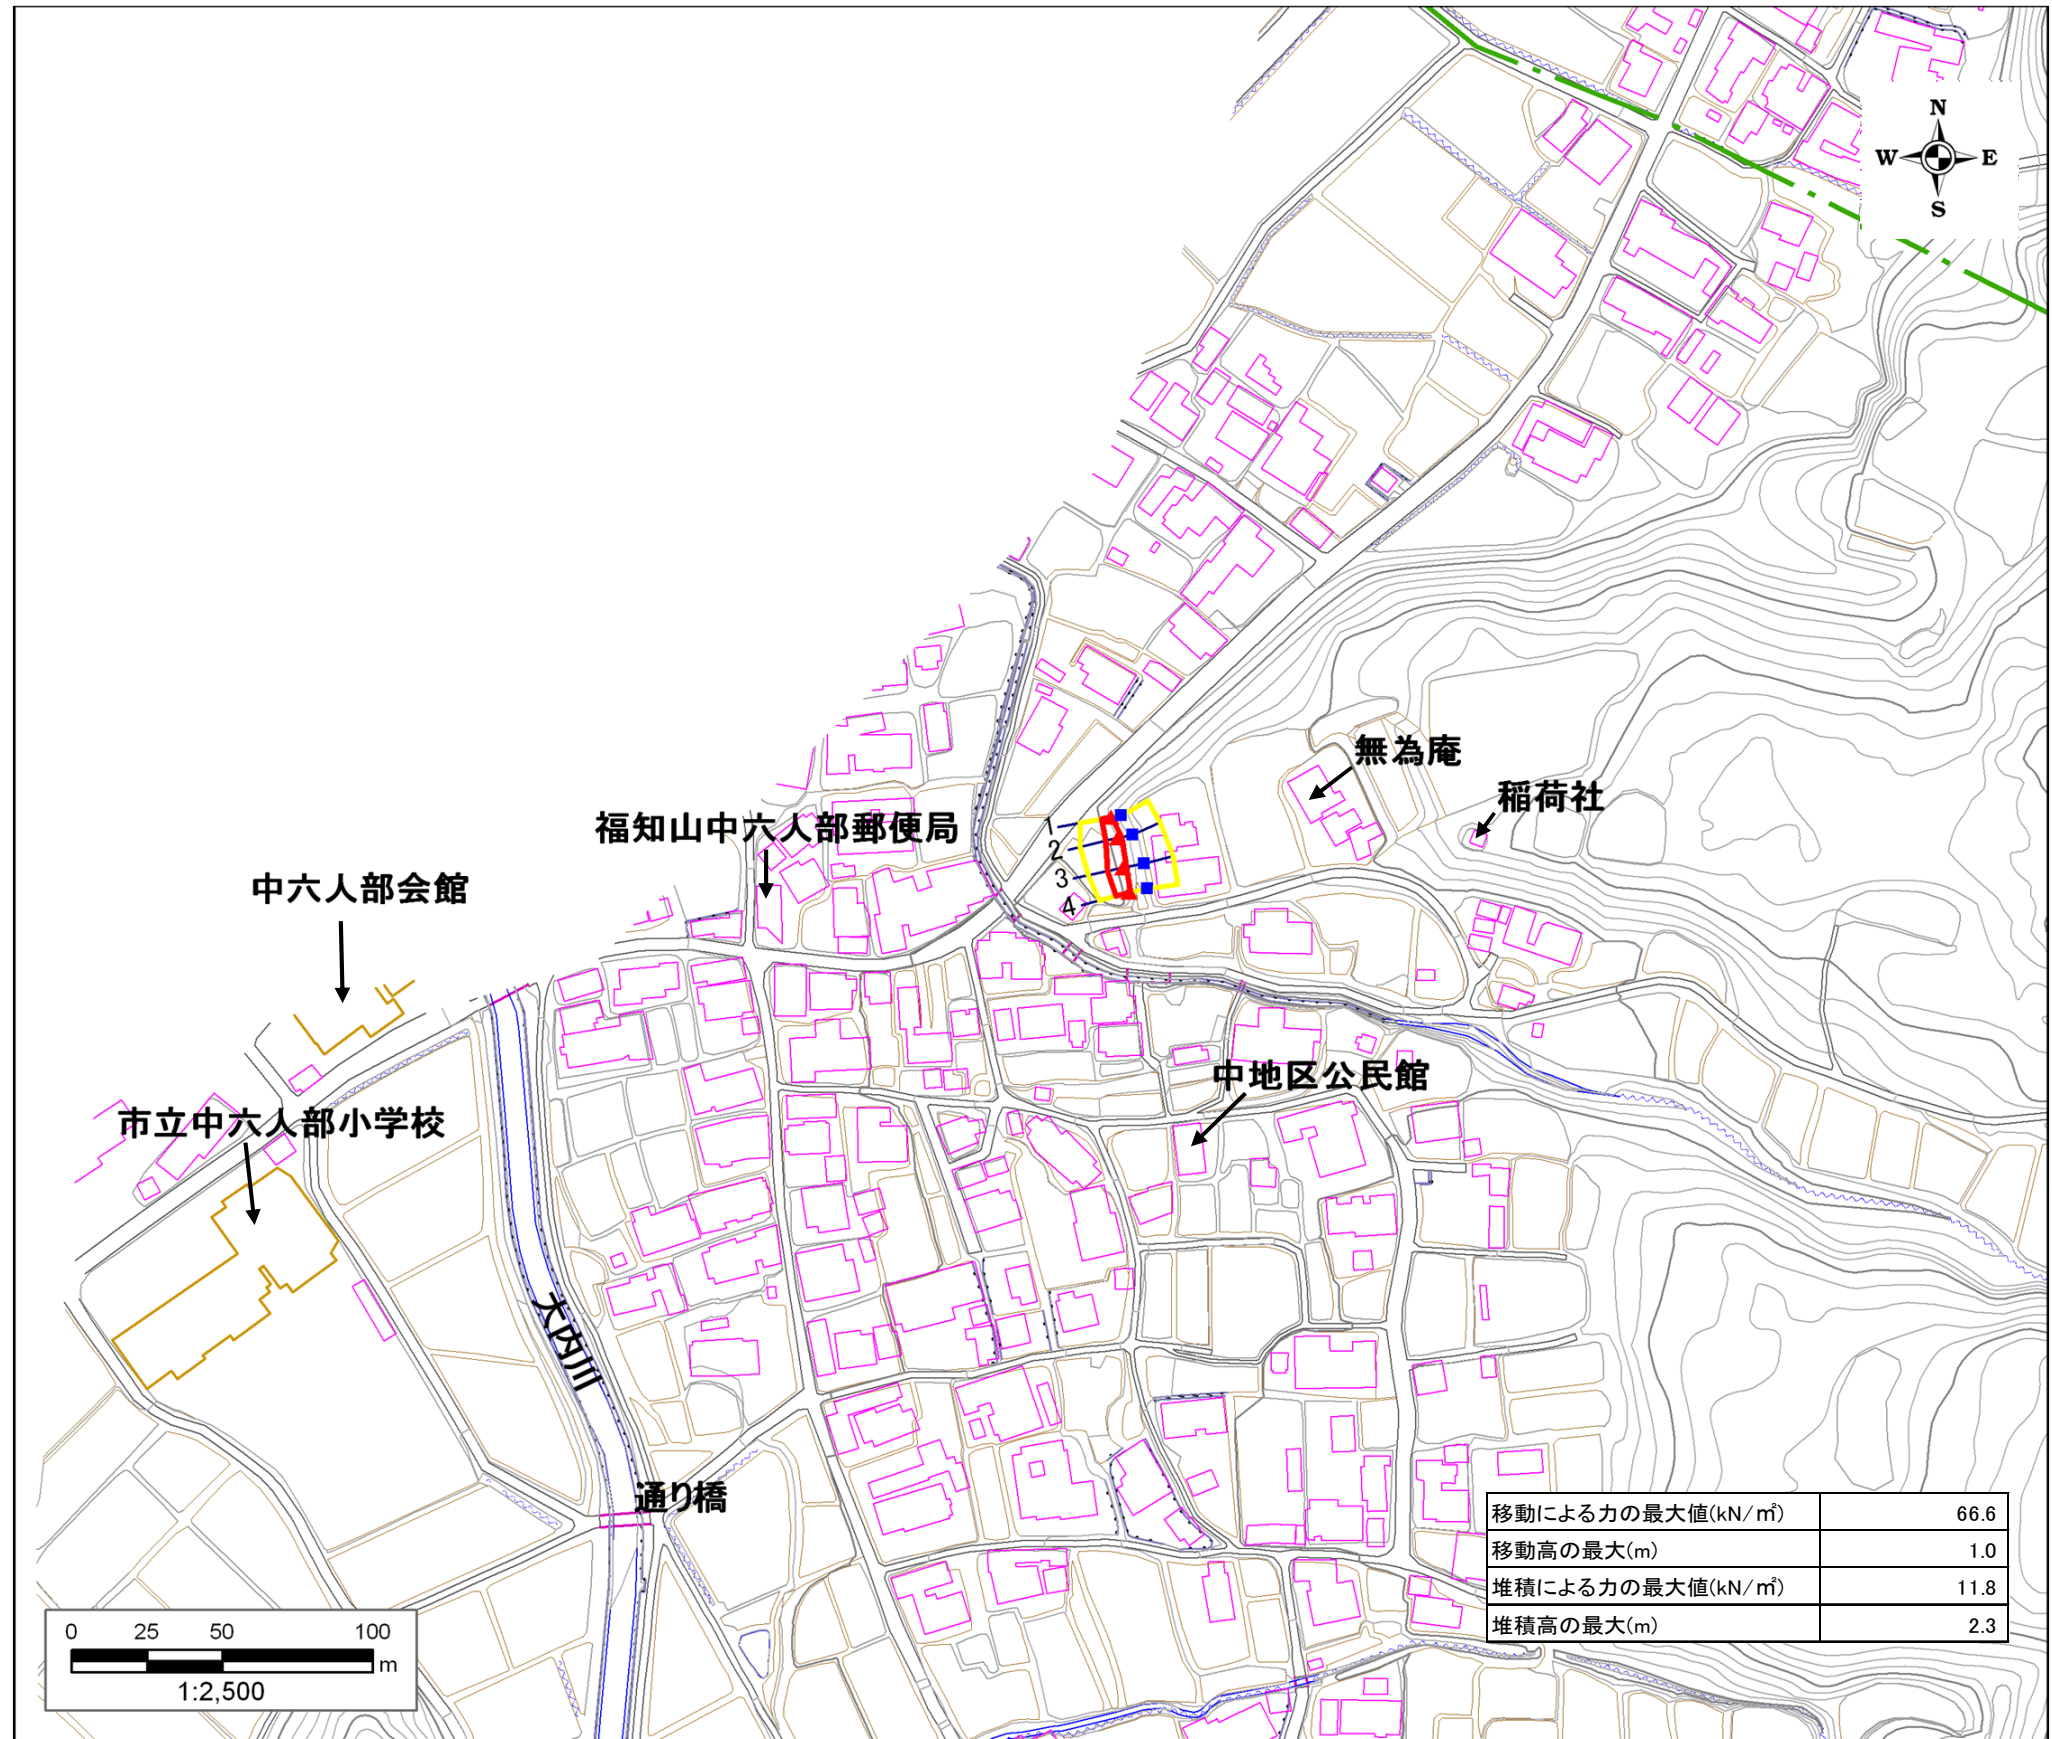 N
W E
S
無為庵
稲荷社
福知山中六人部郵便局
1
2
3
4
中六人部会館
中地区公民館
市立中六人部小学校
大内川
通り橋
移動による力の最大値(kN/㎡) 66.6
移動高の最大(m) 1.0
堆積による力の最大値(kN/㎡) 11.8
堆積高の最大(m) 2.3
0 25 50 100
m
1:2,500